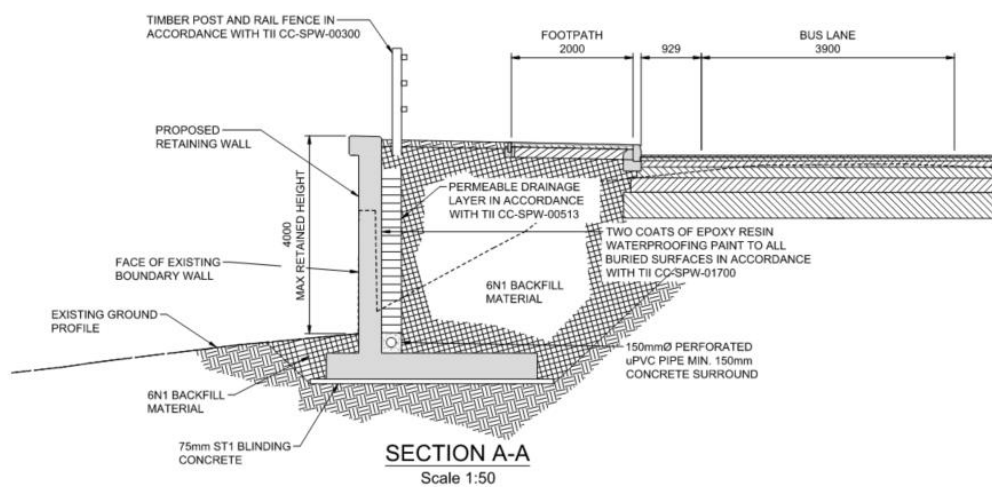 TIMBER POST AND RAIL FENCE IN
ACCORDANCE WITH TII CC-SPW-00300
FOOTPATH
2000
929
BUS LANE
3900
PROPOSED
RETAINING WALL
4000
MAX RETAINED HEIGHT
PERMEABLE DRAINAGE
LAYER IN ACCORDANCE
WITH TII CC-SPW-00513
TWO COATS OF EPOXY RESIN
WATERPROOFING PAINT TO ALL
BURIED SURFACES IN ACCORDANCE
WITH TII CC-SPW-01700
FACE OF EXISTING
BOUNDARY WALL
6N1 BACKFILL
MATERIAL
EXISTING GROUND
PROFILE
150mmØ PERFORATED
uPVC PIPE MIN. 150mm
CONCRETE SURROUND
6N1 BACKFILL
MATERIAL
75mm ST1 BLINDING
CONCRETE
SECTION A-A
Scale 1:50